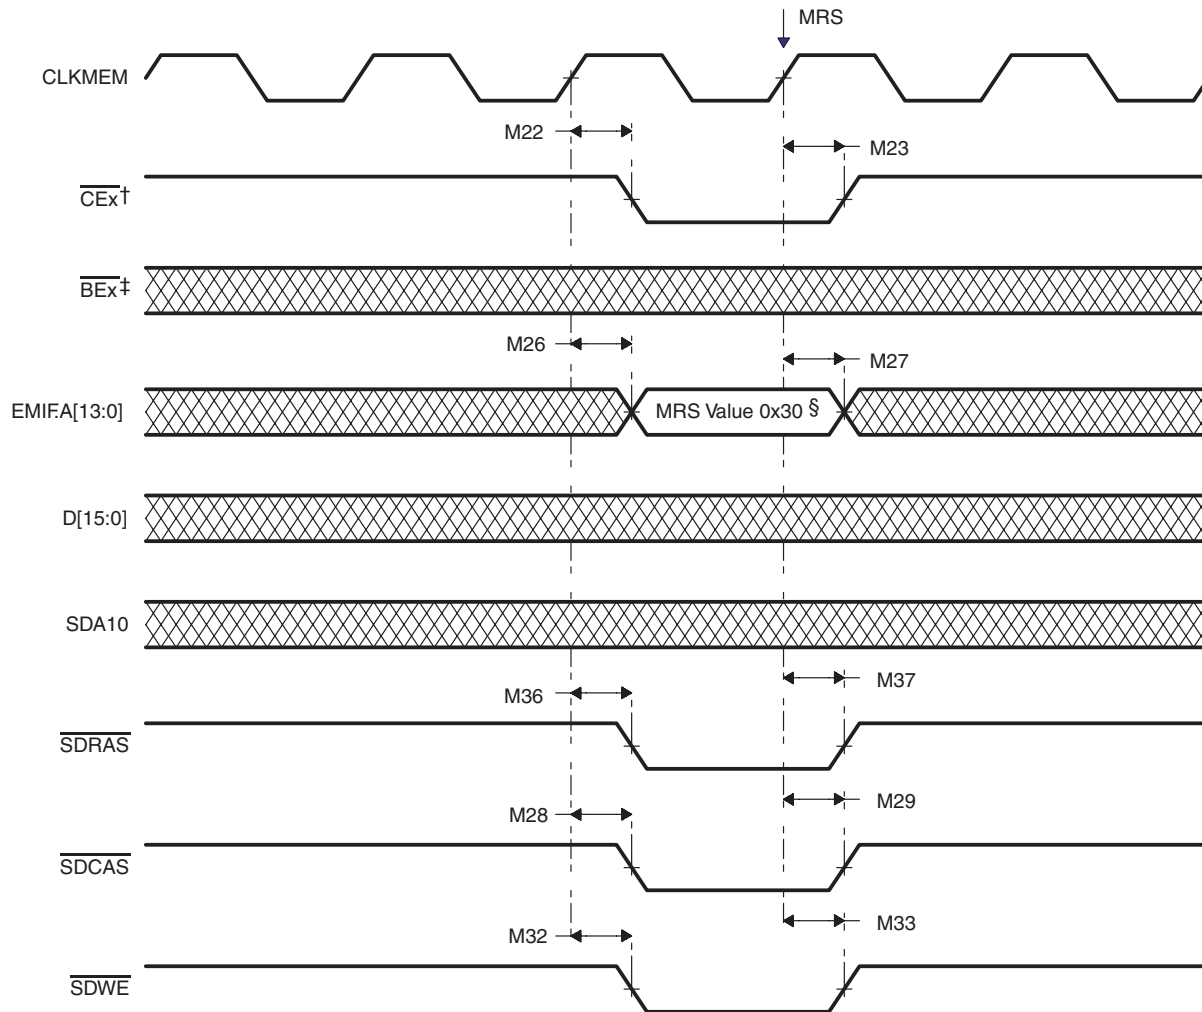 MRS
CLKMEM
M22
M23
CEx†
BEx‡
M26
M27
EMIF.A[13:0]
MRS Value 0x30 §
D[15:0]
SDA10
M36
M37
SDRAS
M28
M29
SDCAS
M32
M33
SDWE